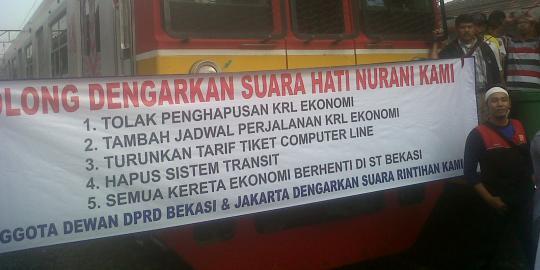 OLONG DENGARKAN SUARA HATI NURANI KAMI
1. TOLAK PENGHAPUSAN KRL EKONOMI
2. TAMBAH JADWAL PERJALANAN KRL EKONOMI
3. TURUNKAN TARIF TIKET COMPUTER LINE
4. HAPUS SISTEM TRANSIT
5. SEMUA KERETA EKONOMI BERHENTI DI ST BEKASI
NGGOTA DEWAN DPRD BEKASI & JAKARTA DENGARKAN SUARA RINTIHAN KAMI